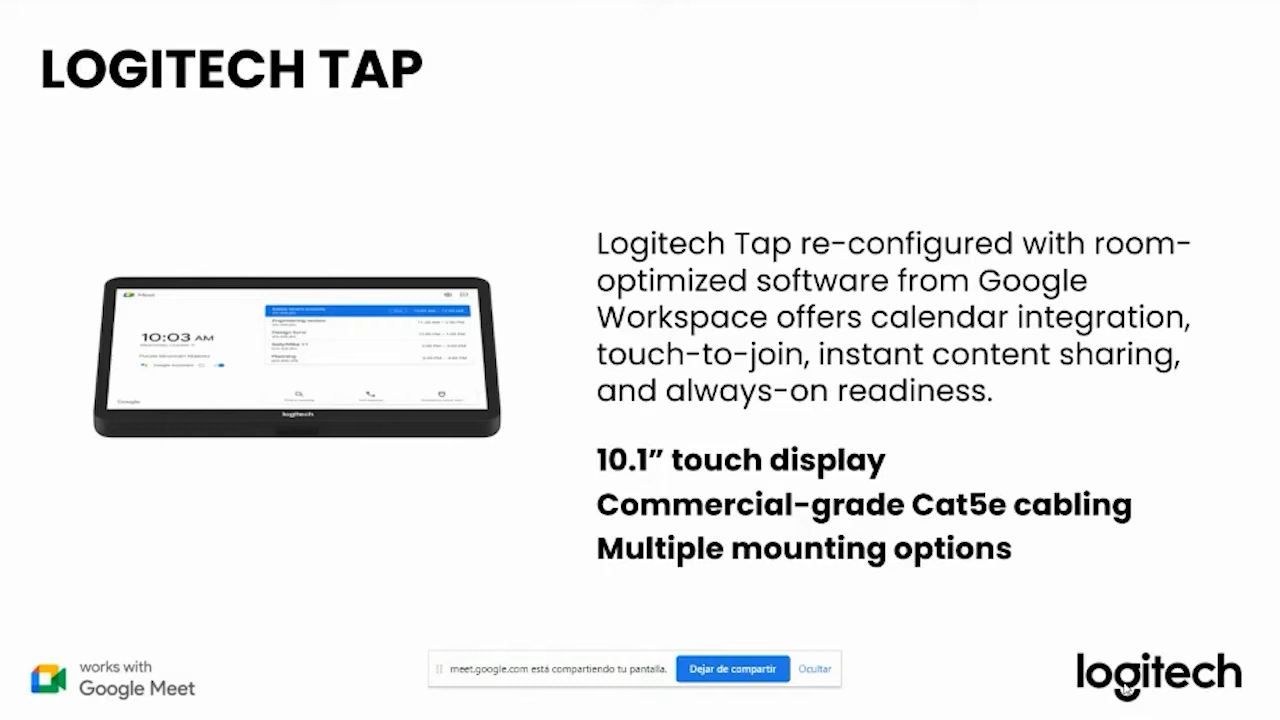 LOGITECH TAP
Meet
10:03 AM
Google
logitech
Logitech Tap re-configured with room-
optimized software from Google
Workspace offers calendar integration,
touch-to-join, instant content sharing,
and always-on readiness.
10.1” touch display
Commercial-grade Cat5e cabling
Multiple mounting options
works with
Google Meet
meet.google.com está compartiendo tu pantalla.
Dejar de compartir
Ocultar
logitech